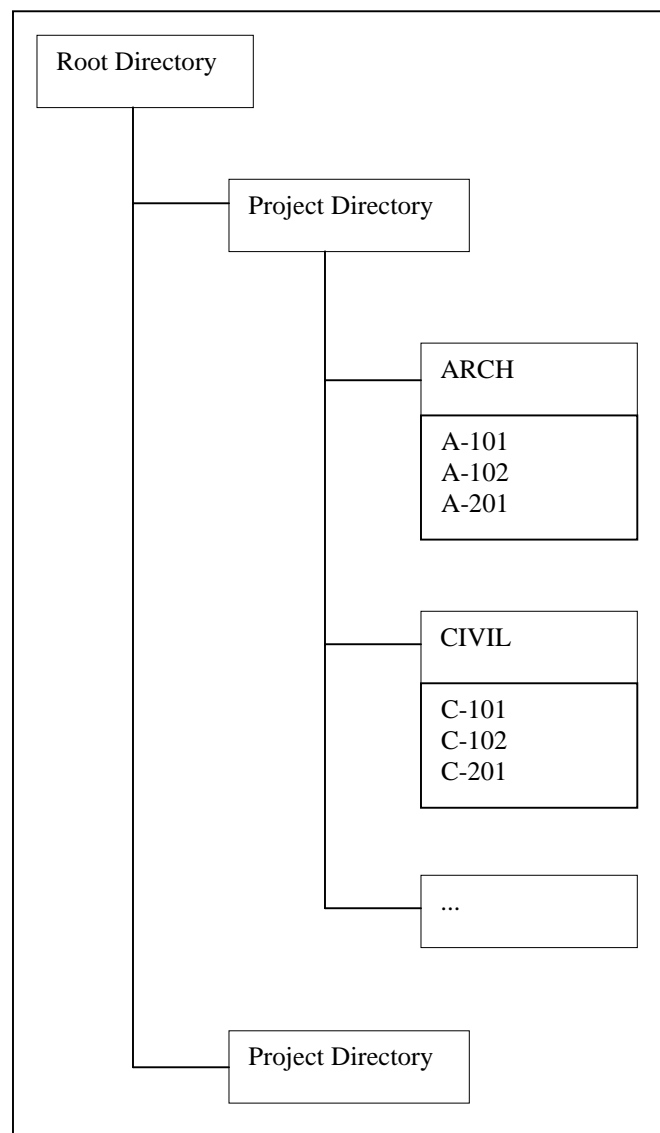 Root Directory
Project Directory
ARCH
A-101
A-102
A-201
CIVIL
C-101
C-102
C-201
...
Project Directory